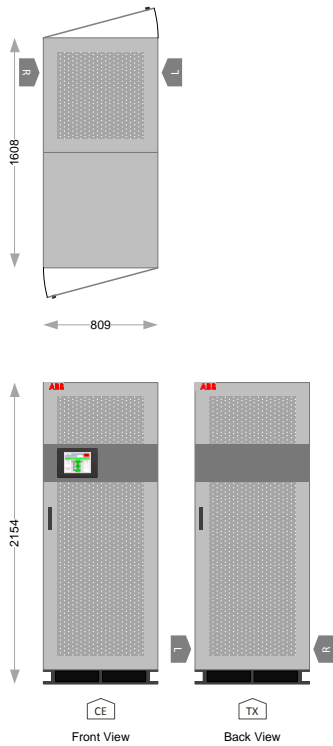 R
L
1608
809
ABB
ABB
2154
L
R
CE
TX
Front View
Back View